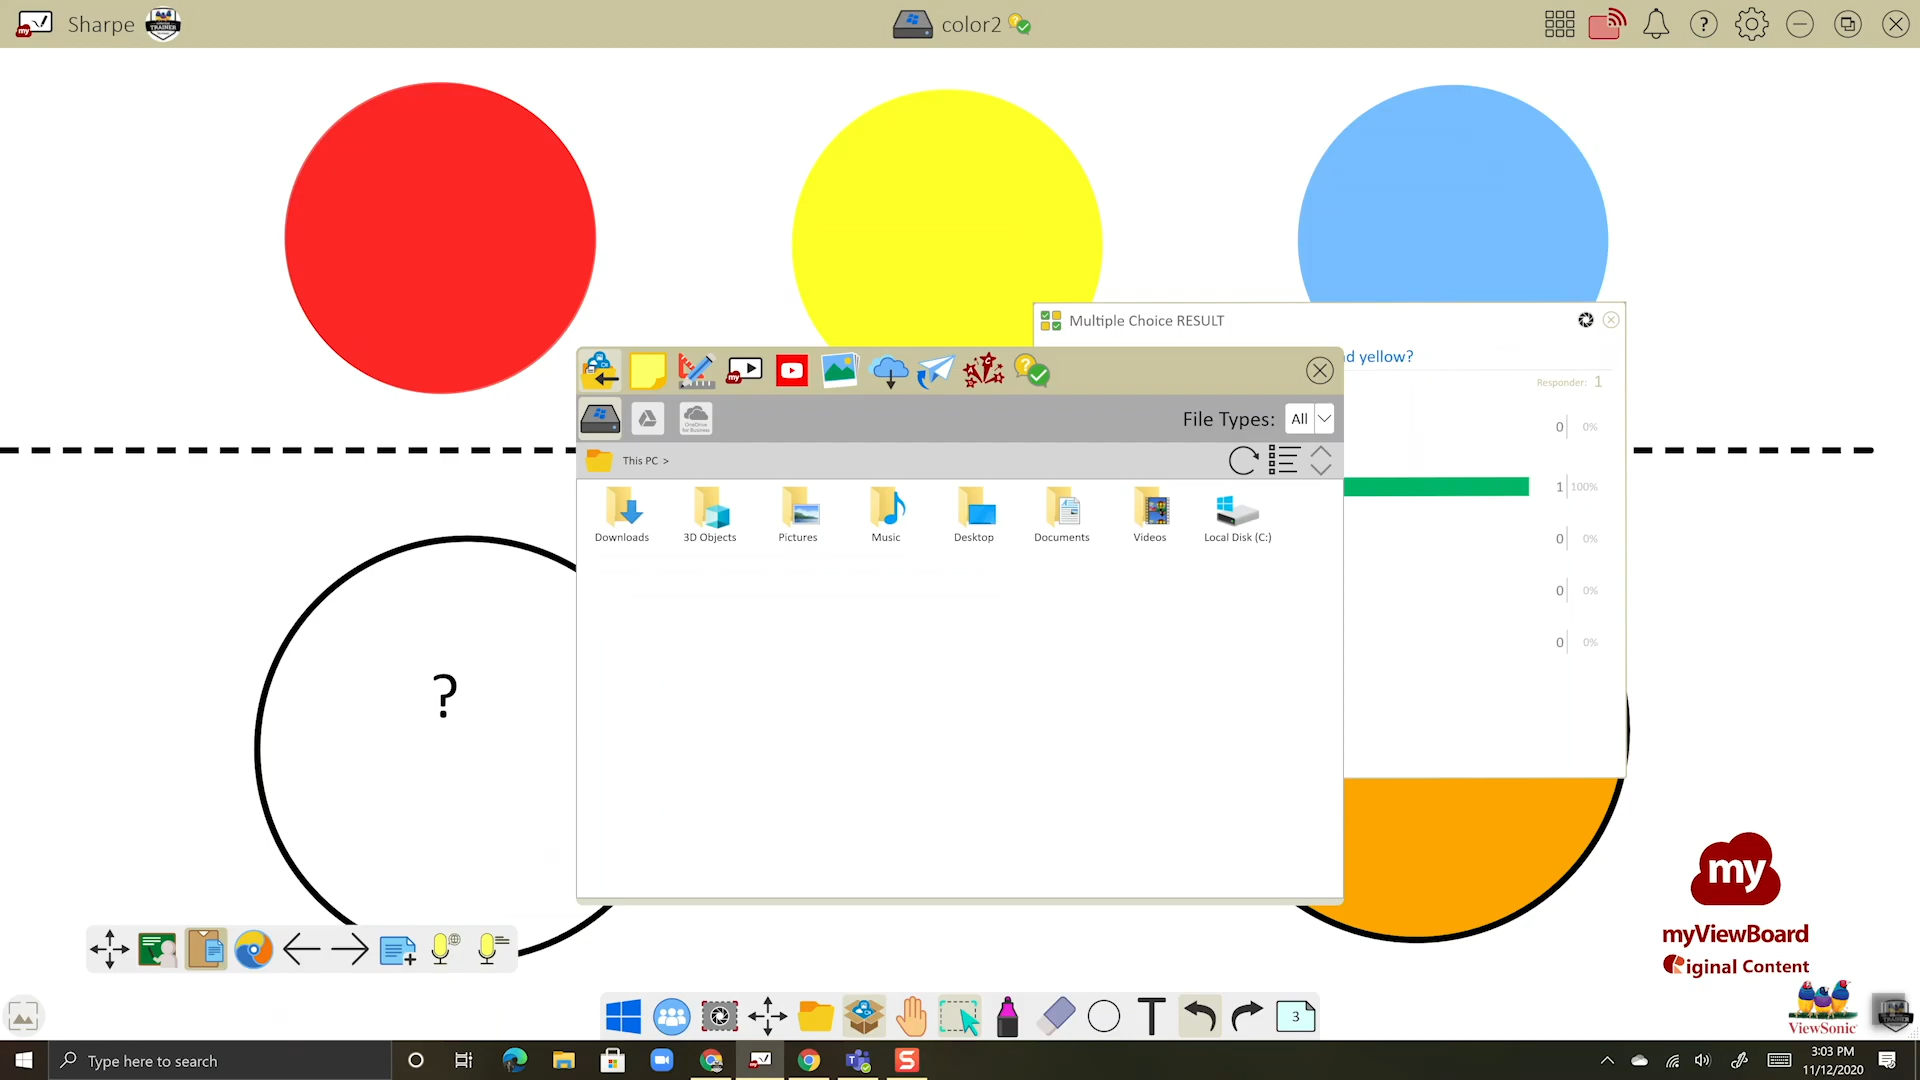 Sharpe
color2
Multiple Choice RESULT
d yellow?
Responder: 1
File Types: All
This PC >
0 0%
1 100%
0 0%
0 0%
0 0%
Downloads
3D Objects
Pictures
Music
Desktop
Documents
Videos
Local Disk (C:)
?
my
myViewBoard
Original Content
ViewSonic
T
3
Type here to search
3:03 PM
11/12/2020